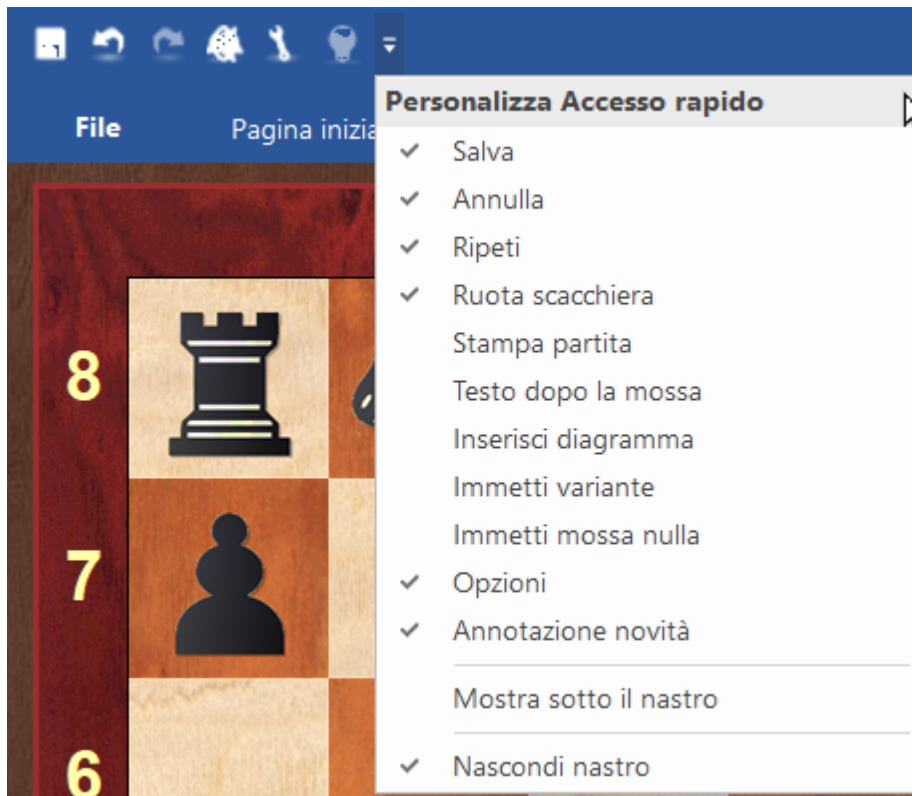 File
Pagina inizia
Personalizza Accesso rapido
Salva
Annulla
Ripeti
Ruota scacchiera
Stampa partita
Testo dopo la mossa
Inserisci diagramma
Immetti variante
Immetti mossa nulla
Opzioni
Annotazione novità
Mostra sotto il nastro
Nascondi nastro
8
7
6